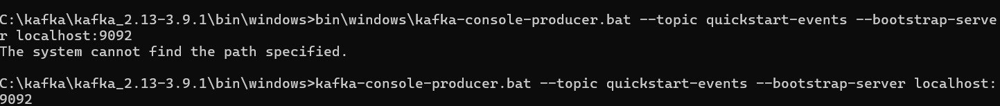 C:\kafka\kafka_2.13-3.9.1\bin\windows>bin\windows\kafka-console-producer.bat --topic quickstart-events --bootstrap-serve
r localhost:9092
The system cannot find the path specified.
C:\kafka\kafka_2.13-3.9.1\bin\windows>kafka-console-producer.bat --topic quickstart-events --bootstrap-server localhost:
9092